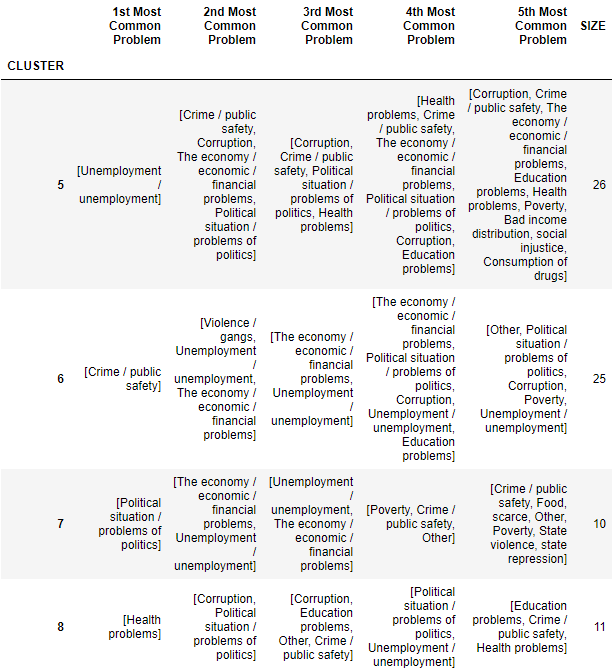 1st Most Common Problem 2nd Most Common Problem 3rd Most Common Problem 4th Most Common Problem 5th Most Common Problem SIZE
CLUSTER
5
[Unemployment
/
unemployment]
[Crime / public
safety,
Corruption,
The economy /
economic /
financial
problems,
Political
situation /
problems of
politics]
[Corruption,
Crime / public
safety, Political
situation /
problems of
politics, Health
problems]
[Health
problems, Crime
/ public safety,
The economy /
economic /
financial
problems,
Political situation
/ problems of
politics,
Corruption,
Education
problems]
[Corruption, Crime
/ public safety, The
economy /
economic /
financial
problems,
Education
problems, Health
problems, Poverty,
Bad income
distribution, social
injustice,
Consumption of
drugs]
26
6
[Crime / public
safety]
[Violence /
gangs,
Unemployment
/
unemployment,
The economy /
economic /
financial
problems]
[The economy /
economic /
financial
problems,
Unemployment
/
unemployment]
[The economy /
economic /
financial
problems,
Political situation
/ problems of
politics,
Corruption,
Unemployment /
unemployment,
Education
problems]
[Other, Political
situation /
problems of
politics,
Corruption,
Poverty,
Unemployment /
unemployment]
25
7
[Political
situation /
problems of
politics]
[The economy /
economic /
financial
problems,
Unemployment
/
unemployment]
[Unemployment
/
unemployment,
The economy /
economic /
financial
problems]
[Poverty, Crime /
public safety,
Other]
[Crime / public
safety, Food,
scarce, Other,
Poverty, State
violence, state
repression]
10
8
[Health
problems]
[Corruption,
Political
situation /
problems of
politics]
[Corruption,
Education
problems,
Other, Crime /
public safety]
[Political
situation /
problems of
politics,
Unemployment /
unemployment]
[Education
problems, Crime /
public safety,
Health problems]
11